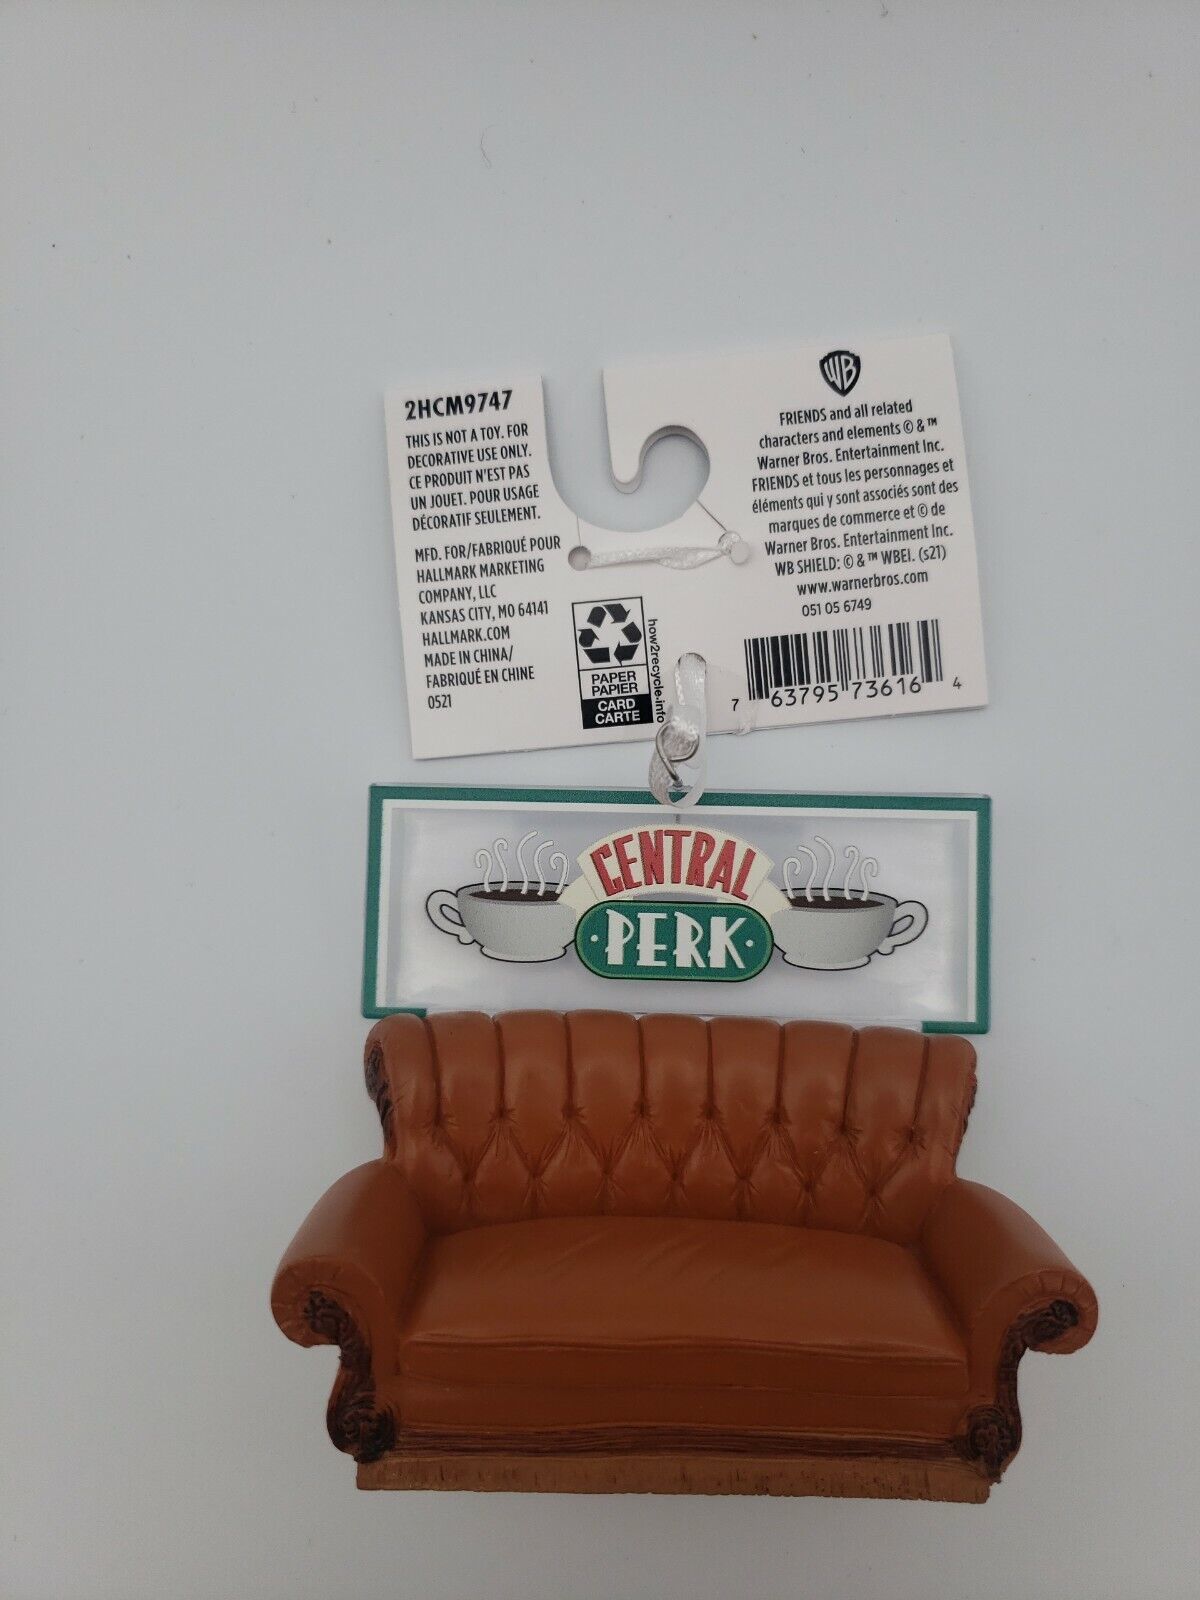 2HCM9747
THIS IS NOT A TOY. FOR
DECORATIVE USE ONLY.
CE PRODUIT N'EST PAS
UN JOUET. POUR USAGE
DÉCORATIF SEULEMENT.
MFD. FOR/FABRIQUÉ POUR
HALLMARK MARKETING
COMPANY, LLC
KANSAS CITY, MO 64141
HALLMARK.COM
MADE IN CHINA/
FABRIQUÉ EN CHINE
0521
PAPER
PAPIER
CARD
CARTE
how2recycle.info
WB
FRIENDS and all related
characters and elements © & ™
Warner Bros. Entertainment Inc.
FRIENDS et tous les personnages et
éléments qui y sont associés sont des
marques de commerce et © de
Warner Bros. Entertainment Inc.
WB SHIELD: © & ™ WBEI. (s21)
www.warnerbros.com
051 05 6749
7 63795 73616 4
CENTRAL
·PERK·